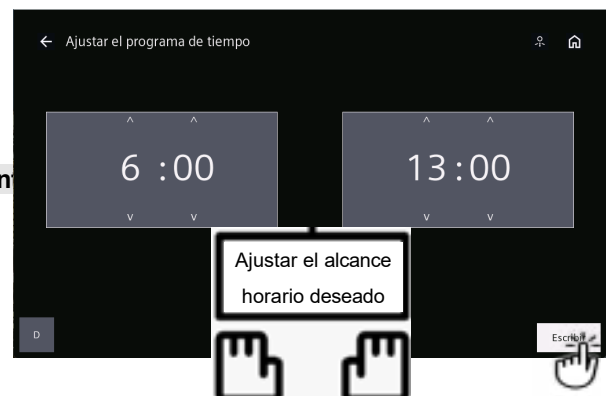 Ajustar el programa de tiempo
6 :00
13:00
Ajustar el alcance
horario deseado
D
Escribir